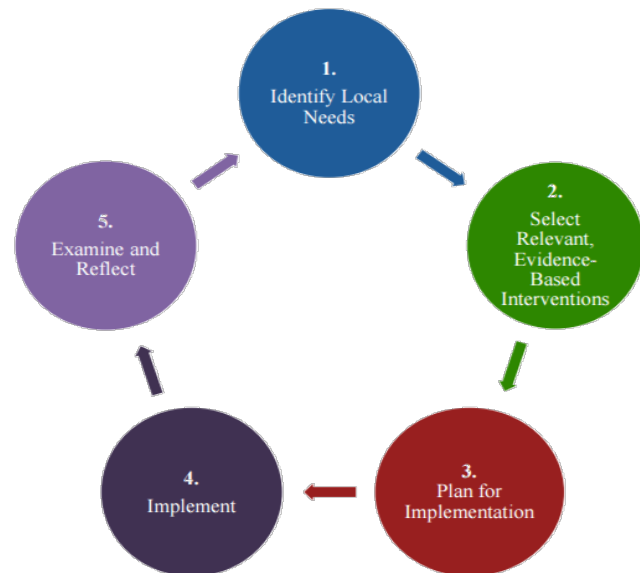 1.
Identify Local
Needs
2.
Select
Relevant,
Evidence-
Based
Interventions
3.
Plan for
Implementation
4.
Implement
5.
Examine and
Reflect